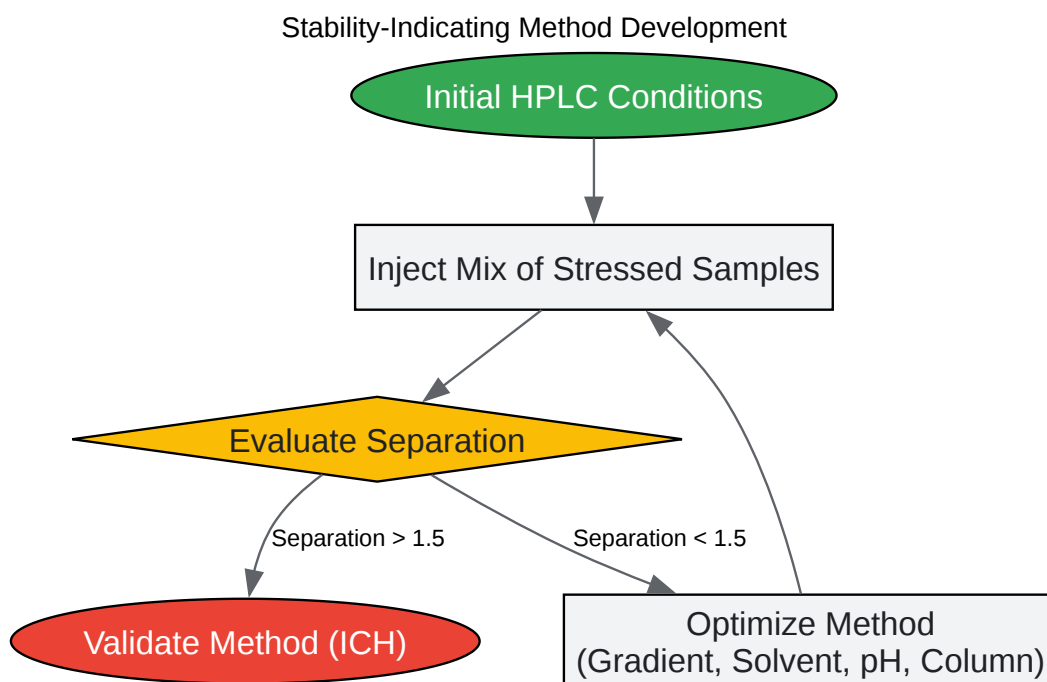 Stability-Indicating Method Development
Initial HPLC Conditions
Inject Mix of Stressed Samples
Evaluate Separation
Separation > 1.5
Separation < 1.5
Validate Method (ICH)
Optimize Method
(Gradient, Solvent, pH, Column)